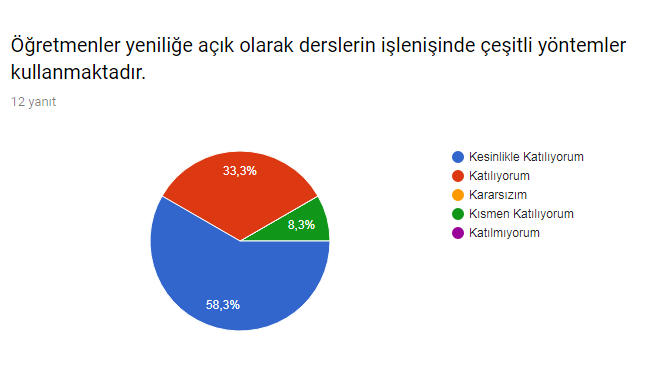 Öğretmenler yeniliğe açık olarak derslerin işlenişinde çeşitli yöntemler
kullanmaktadır.
12 yanıt
33,3%
8,3%
58,3%
Kesinlikle Katılıyorum
Katılıyorum
Kararsızım
Kısmen Katılıyorum
Katılmıyorum